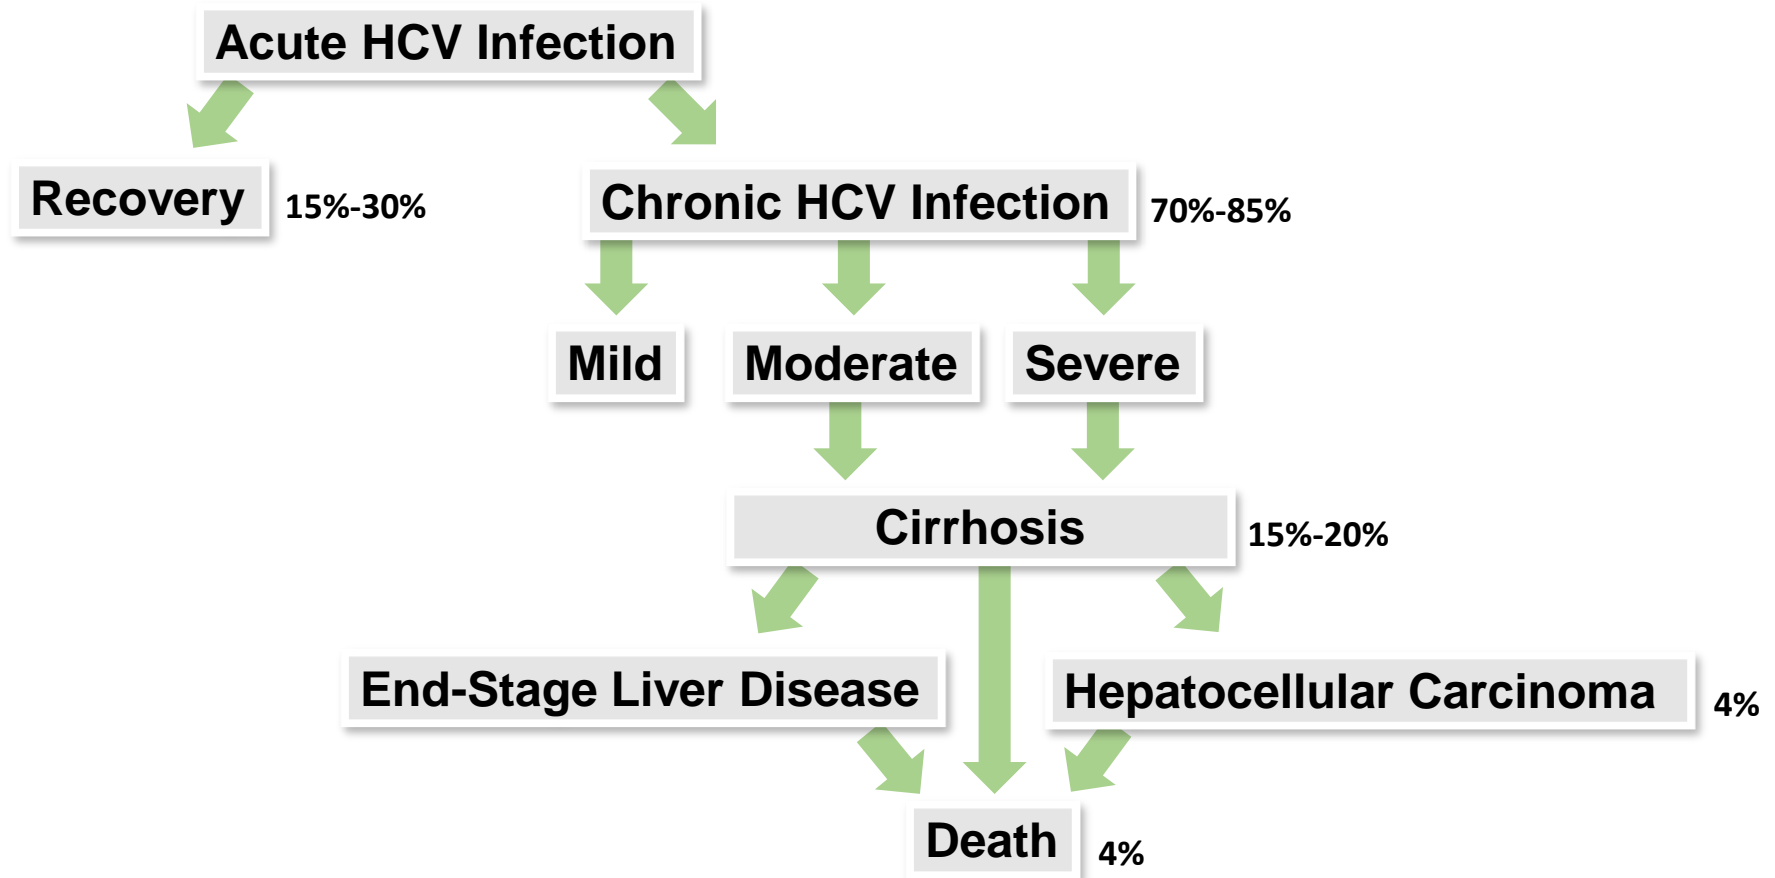 Acute HCV Infection
Recovery
15%-30%
Chronic HCV Infection
70%-85%
Mild
Moderate
Severe
Cirrhosis
15%-20%
End-Stage Liver Disease
Hepatocellular Carcinoma
4%
Death
4%